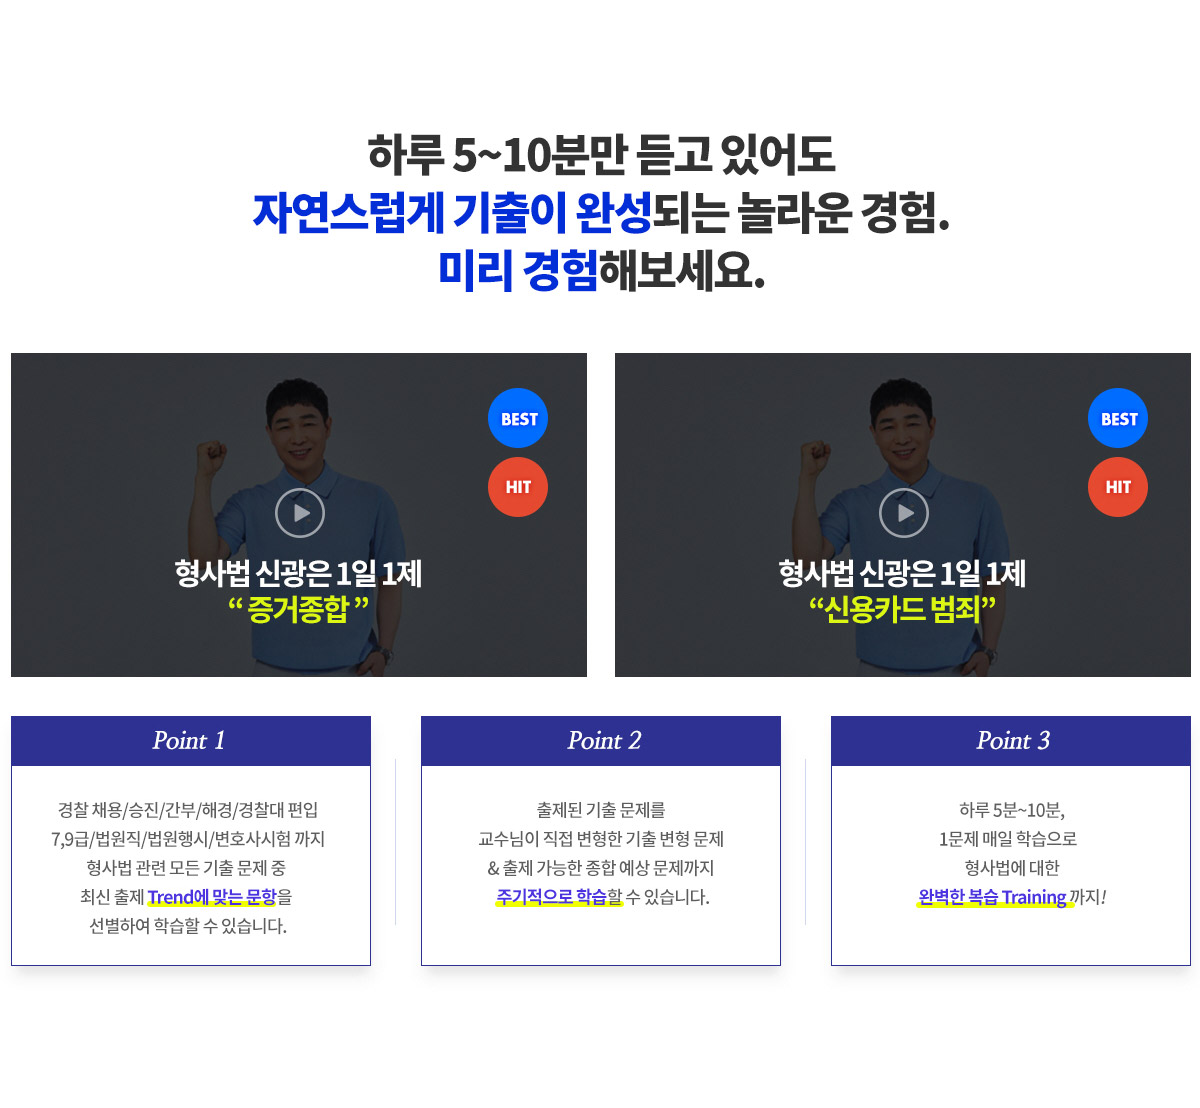 하루 5~10분만 듣고 있어도
자연스럽게 기출이 완성되는 놀라운 경험.
미리 경험해보세요.
BEST
HIT
형사법 신광은 1일 1제
“ 증거종합 ”
BEST
HIT
형사법 신광은 1일 1제
“신용카드 범죄”
Point 1
경찰 채용/승진/간부/해경/경찰대 편입
7,9급/법원직/법원행시/변호사시험 까지
형사법 관련 모든 기출 문제 중
최신 출제 Trend에 맞는 문항을
선별하여 학습할 수 있습니다.
Point 2
출제된 기출 문제를
교수님이 직접 변형한 기출 변형 문제
& 출제 가능한 종합 예상 문제까지
주기적으로 학습할 수 있습니다.
Point 3
하루 5분~10분,
1문제 매일 학습으로
형사법에 대한
완벽한 복습 Training 까지!